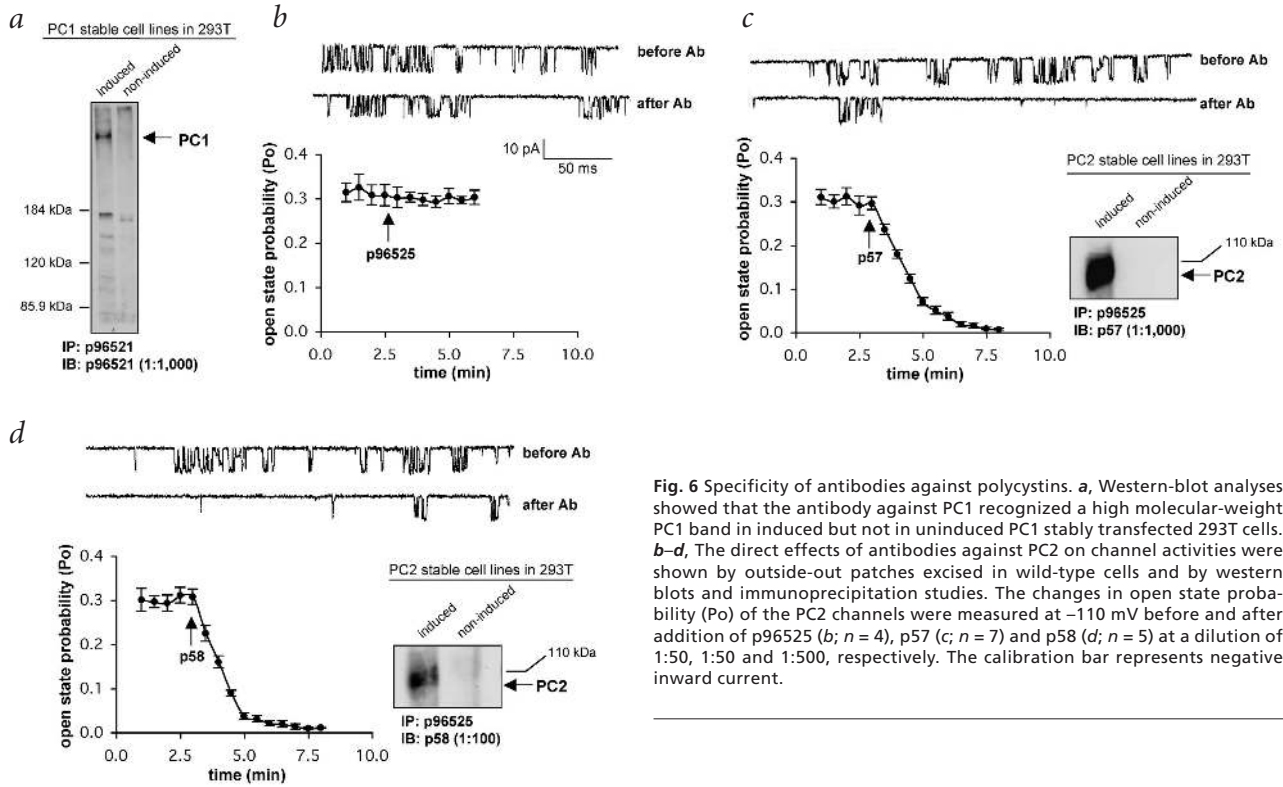 a
PC1 stable cell lines in 293T
induced
non-induced
PC1
184 kDa
120 kDa
85.9 kDa
IP: p96521
IB: p96521 (1:1,000)
b
before Ab
after Ab
10 pA
50 ms
open state probability (Po)
0.4
0.3
0.2
0.1
0.0
p96525
0.0 2.5 5.0 7.5 10.0
time (min)
c
before Ab
after Ab
open state probability (Po)
0.4
0.3
0.2
0.1
0.0
p57
0.0 2.5 5.0 7.5 10.0
time (min)
PC2 stable cell lines in 293T
induced
non-induced
110 kDa
PC2
IP: p96525
IB: p57 (1:1,000)
d
before Ab
after Ab
open state probability (Po)
0.4
0.3
0.2
0.1
0.0
p58
0.0 2.5 5.0 7.5 10.0
time (min)
PC2 stable cell lines in 293T
induced
non-induced
110 kDa
PC2
IP: p96525
IB: p58 (1:100)
Fig. 6 Specificity of antibodies against polycystins. a, Western-blot analyses
showed that the antibody against PC1 recognized a high molecular-weight
PC1 band in induced but not in uninduced PC1 stably transfected 293T cells.
b–d, The direct effects of antibodies against PC2 on channel activities were
shown by outside-out patches excised in wild-type cells and by western
blots and immunoprecipitation studies. The changes in open state proba-
bility (Po) of the PC2 channels were measured at –110 mV before and after
addition of p96525 (b; n = 4), p57 (c; n = 7) and p58 (d; n = 5) at a dilution of
1:50, 1:50 and 1:500, respectively. The calibration bar represents negative
inward current.